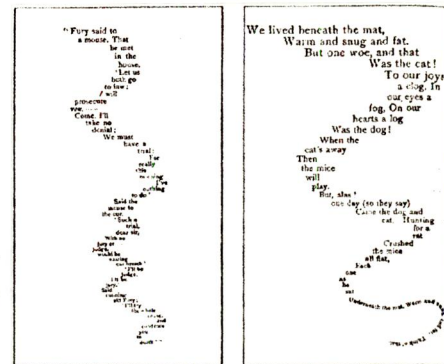 "Fury said to
a mouse, That
he met
in the
house,
'Let us
both go
to law:
I will
prosecute
you.
Come, I'll
take no
denial;
We must
have a
trial:
For
really
this
morning
I've
nothing
to do.'
Said the
mouse to
the cur,
'Such a
trial,
dear sir,
With no
jury or
judge,
would be
wasting
our breath.'
'I'll be
judge,
I'll be
jury,'
Said
cunning
old Fury;
'I'll try
the whole
cause,
and
condemn
you
to
death.'"
We lived beneath the mat,
Warm and snug and fat.
But one woe, and that
Was the cat!
To our joys
a clog, In
our eyes a
fog, On our
hearts a log
Was the dog!
When the
cat's away
Then
the mice
will
play.
But, alas!
one day (so they say)
Came the dog and
cat, Hunting
for a
rat
Crushed
the mice
all flat,
Each
one
as
he
sat
Underneath the mat, Warm and snug